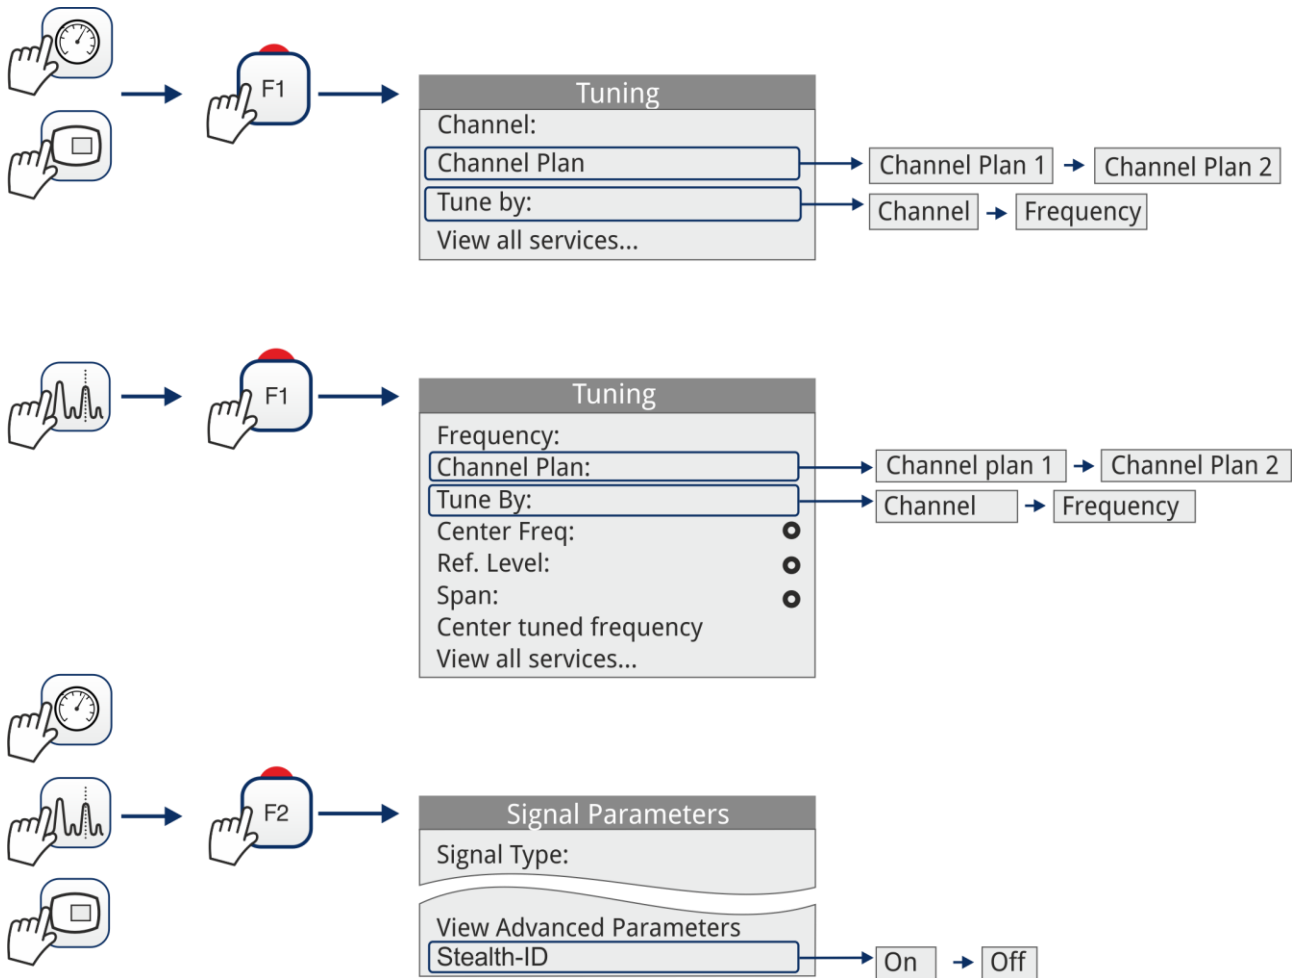 F1
Tuning
Channel:
Channel Plan
Channel Plan 1
Channel Plan 2
Tune by:
Channel
Frequency
View all services...
F1
Tuning
Frequency:
Channel Plan:
Channel plan 1
Channel Plan 2
Tune By:
Channel
Frequency
Center Freq:
Ref. Level:
Span:
Center tuned frequency
View all services...
F2
Signal Parameters
Signal Type:
View Advanced Parameters
Stealth-ID
On
Off